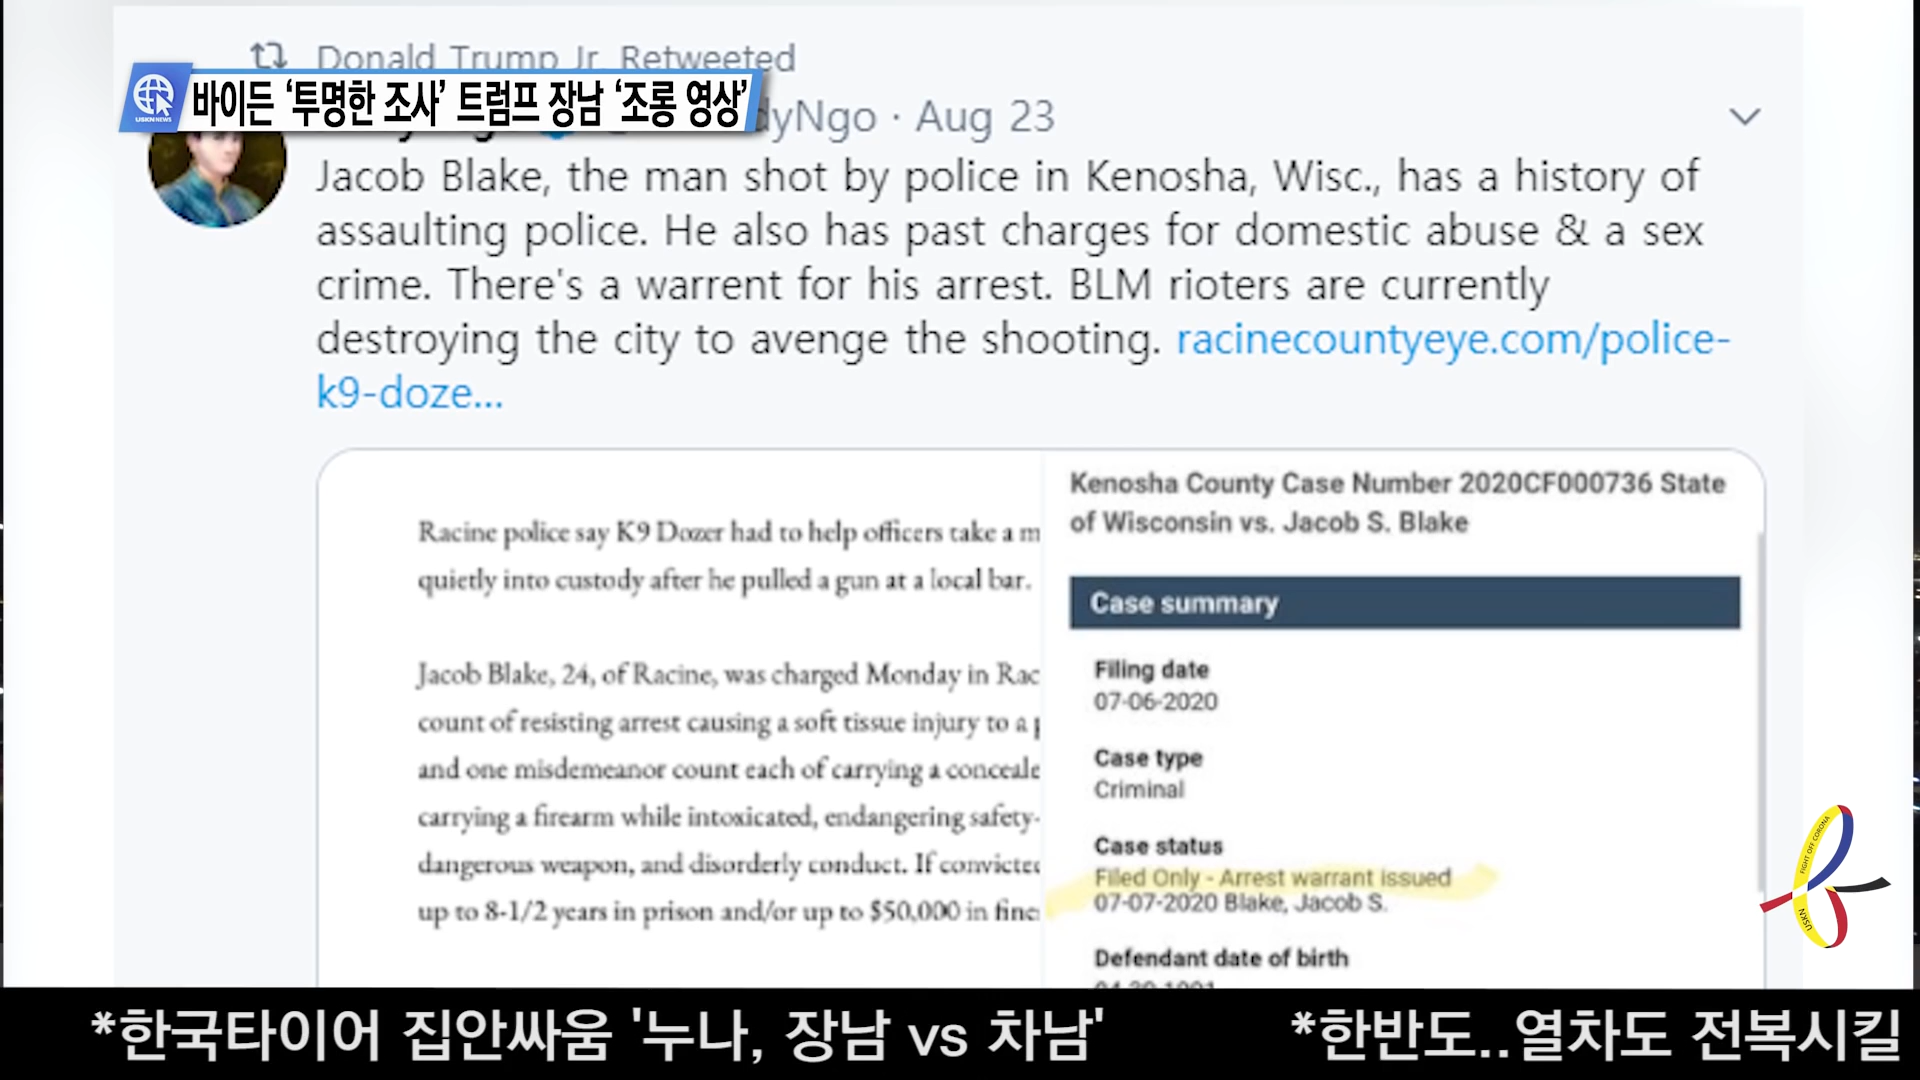 Donald Trump Jr. Retweeted
USKN NEWS
바이든 ‘투명한 조사’ 트럼프 장남 ‘조롱 영상’
dyNgo · Aug 23
Jacob Blake, the man shot by police in Kenosha, Wisc., has a history of
assaulting police. He also has past charges for domestic abuse & a sex
crime. There's a warrent for his arrest. BLM rioters are currently
destroying the city to avenge the shooting. racinecountyeye.com/police-
k9-doze...
Racine police say K9 Dozer had to help officers take a m
quietly into custody after he pulled a gun at a local bar.
Jacob Blake, 24, of Racine, was charged Monday in Rac
count of resisting arrest causing a soft tissue injury to a p
and one misdemeanor count each of carrying a conceale
carrying a firearm while intoxicated, endangering safety-
dangerous weapon, and disorderly conduct. If convicted
up to 8-1/2 years in prison and/or up to $50,000 in fines
Kenosha County Case Number 2020CF000736 State
of Wisconsin vs. Jacob S. Blake
Case summary
Filing date
07-06-2020
Case type
Criminal
Case status
Filed Only - Arrest warrant issued
07-07-2020 Blake, Jacob S.
Defendant date of birth
FIGHT OFF CORONA
USKN
*한국타이어 집안싸움 '누나, 장남 vs 차남'
*한반도..열차도 전복시킬